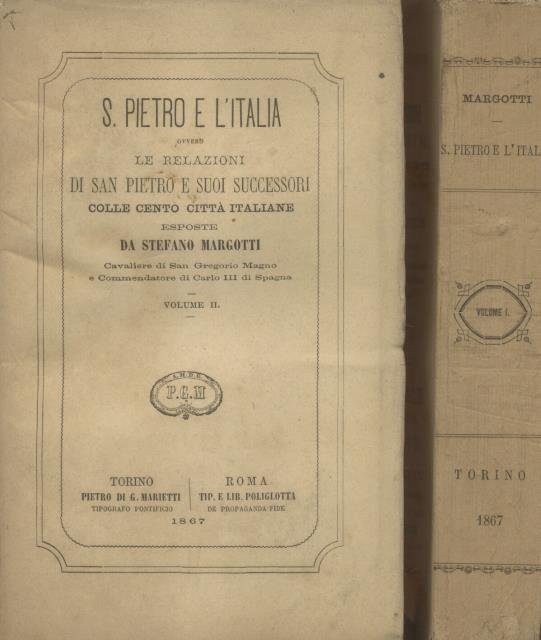 S. PIETRO E L'ITALIA
OVVERO
LE RELAZIONI
DI SAN PIETRO E SUOI SUCCESSORI
COLLE CENTO CITTÀ ITALIANE
ESPOSTE
DA STEFANO MARGOTTI
Cavaliere di San Gregorio Magno
e Commendatore di Carlo III di Spagna
VOLUME II.
A.M.D.G.
P.G.M
TORINO
PIETRO DI G. MARIETTI
TIPOGRAFO PONTIFICIO
ROMA
TIP. E LIB. POLIGLOTTA
DE PROPAGANDA FIDE
1867
MARGOTTI
S. PIETRO E L'ITAL
VOLUME I.
TORINO
1867